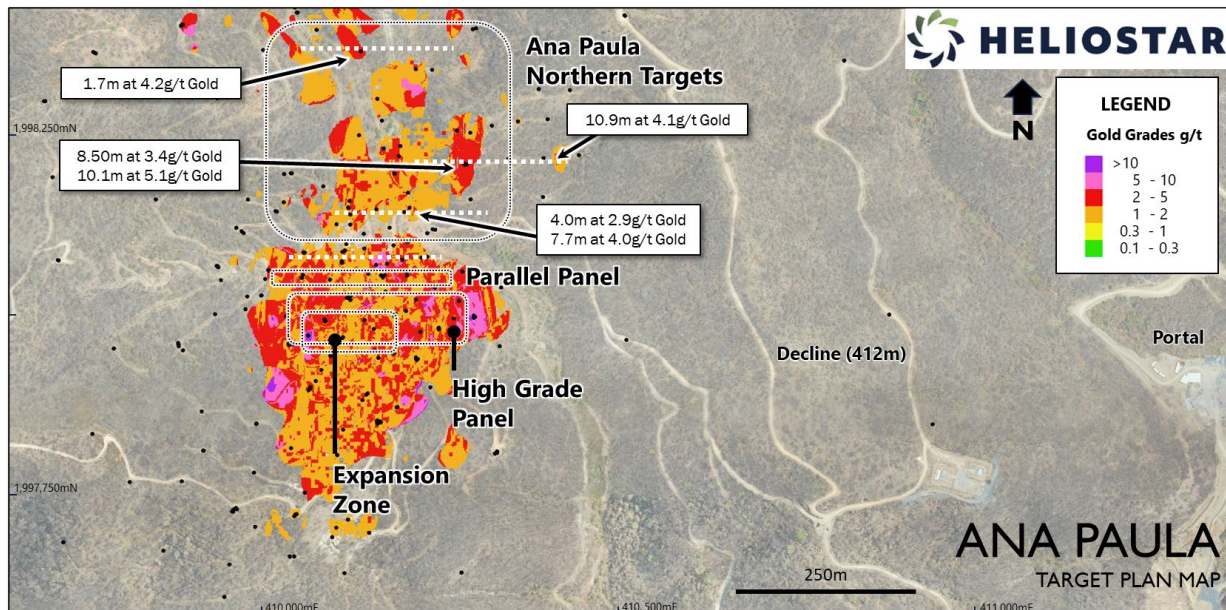 HELIOSTAR
Ana Paula
Northern Targets
1.7m at 4.2g/t Gold
N
LEGEND
Gold Grades g/t
>10
5 - 10
2 - 5
1 - 2
0.3 - 1
0.1 - 0.3
1,998,250mN
10.9m at 4.1g/t Gold
8.50m at 3.4g/t Gold
10.1m at 5.1g/t Gold
4.0m at 2.9g/t Gold
7.7m at 4.0g/t Gold
Parallel Panel
Decline (412m)
Portal
High Grade
Panel
Expansion
Zone
1,997,750mN
ANA PAULA
TARGET PLAN MAP
250m
410,000mE
410,500mE
411,000mE